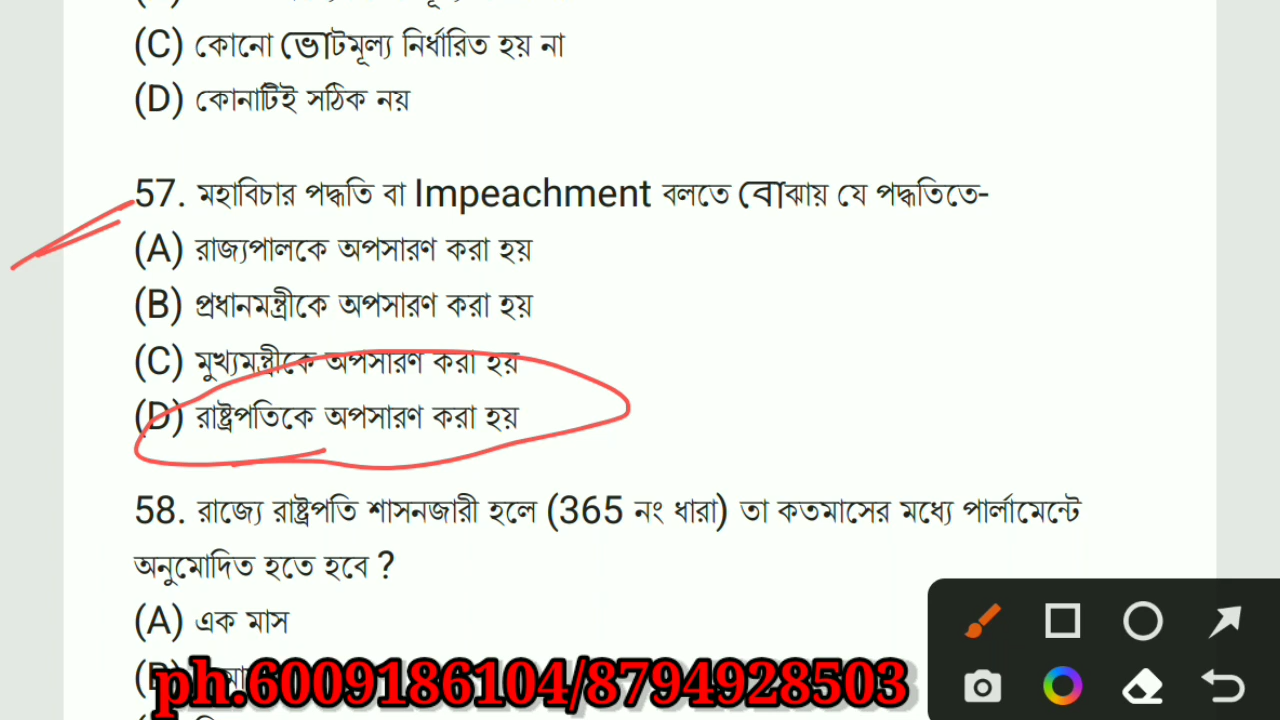 (C) কোনো ভোটমূল্য নির্ধারিত হয় না
(D) কোনাটিই সঠিক নয়
57. মহাবিচার পদ্ধতি বা Impeachment বলতে বোঝায় যে পদ্ধতিতে-
(A) রাজ্যপালকে অপসারণ করা হয়
(B) প্রধানমন্ত্রীকে অপসারণ করা হয়
(C) মুখ্যমন্ত্রীকে অপসারণ করা হয়
(D) রাষ্ট্রপতিকে অপসারণ করা হয়
58. রাজ্যে রাষ্ট্রপতি শাসনজারী হলে (365 নং ধারা) তা কতমাসের মধ্যে পার্লামেন্টে
অনুমোদিত হতে হবে ?
(A) এক মাস
ph.6009186104/8794928503